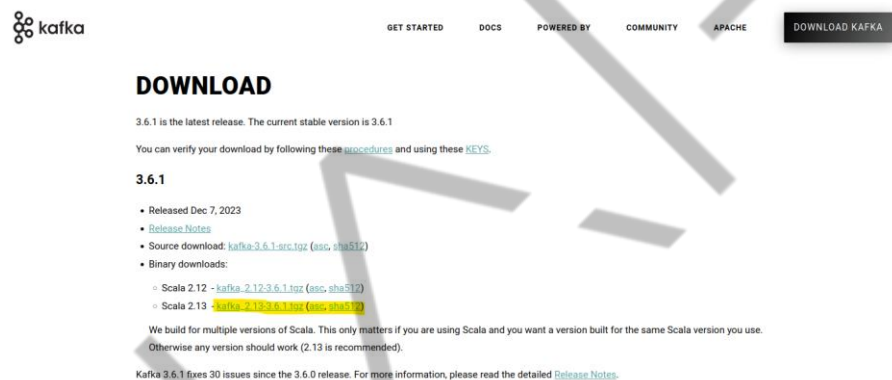 kafka
GET STARTED DOCS POWERED BY COMMUNITY APACHE DOWNLOAD KAFKA
DOWNLOAD
3.6.1 is the latest release. The current stable version is 3.6.1
You can verify your download by following these procedures and using these KEYS.
3.6.1
• Released Dec 7, 2023
• Release Notes
• Source download: kafka-3.6.1-src.tgz (asc, sha512)
• Binary downloads:
◦ Scala 2.12 - kafka_2.12-3.6.1.tgz (asc, sha512)
◦ Scala 2.13 - kafka_2.13-3.6.1.tgz (asc, sha512)
We build for multiple versions of Scala. This only matters if you are using Scala and you want a version built for the same Scala version you use.
Otherwise any version should work (2.13 is recommended).
Kafka 3.6.1 fixes 30 issues since the 3.6.0 release. For more information, please read the detailed Release Notes.